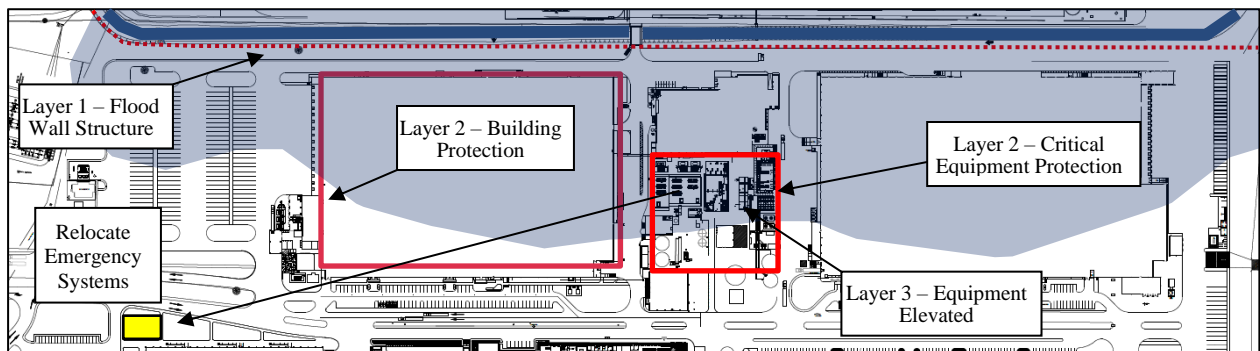 Layer 1 – Flood
Wall Structure
Layer 2 – Building
Protection
Layer 2 – Critical
Equipment Protection
Relocate
Emergency
Systems
Layer 3 – Equipment
Elevated